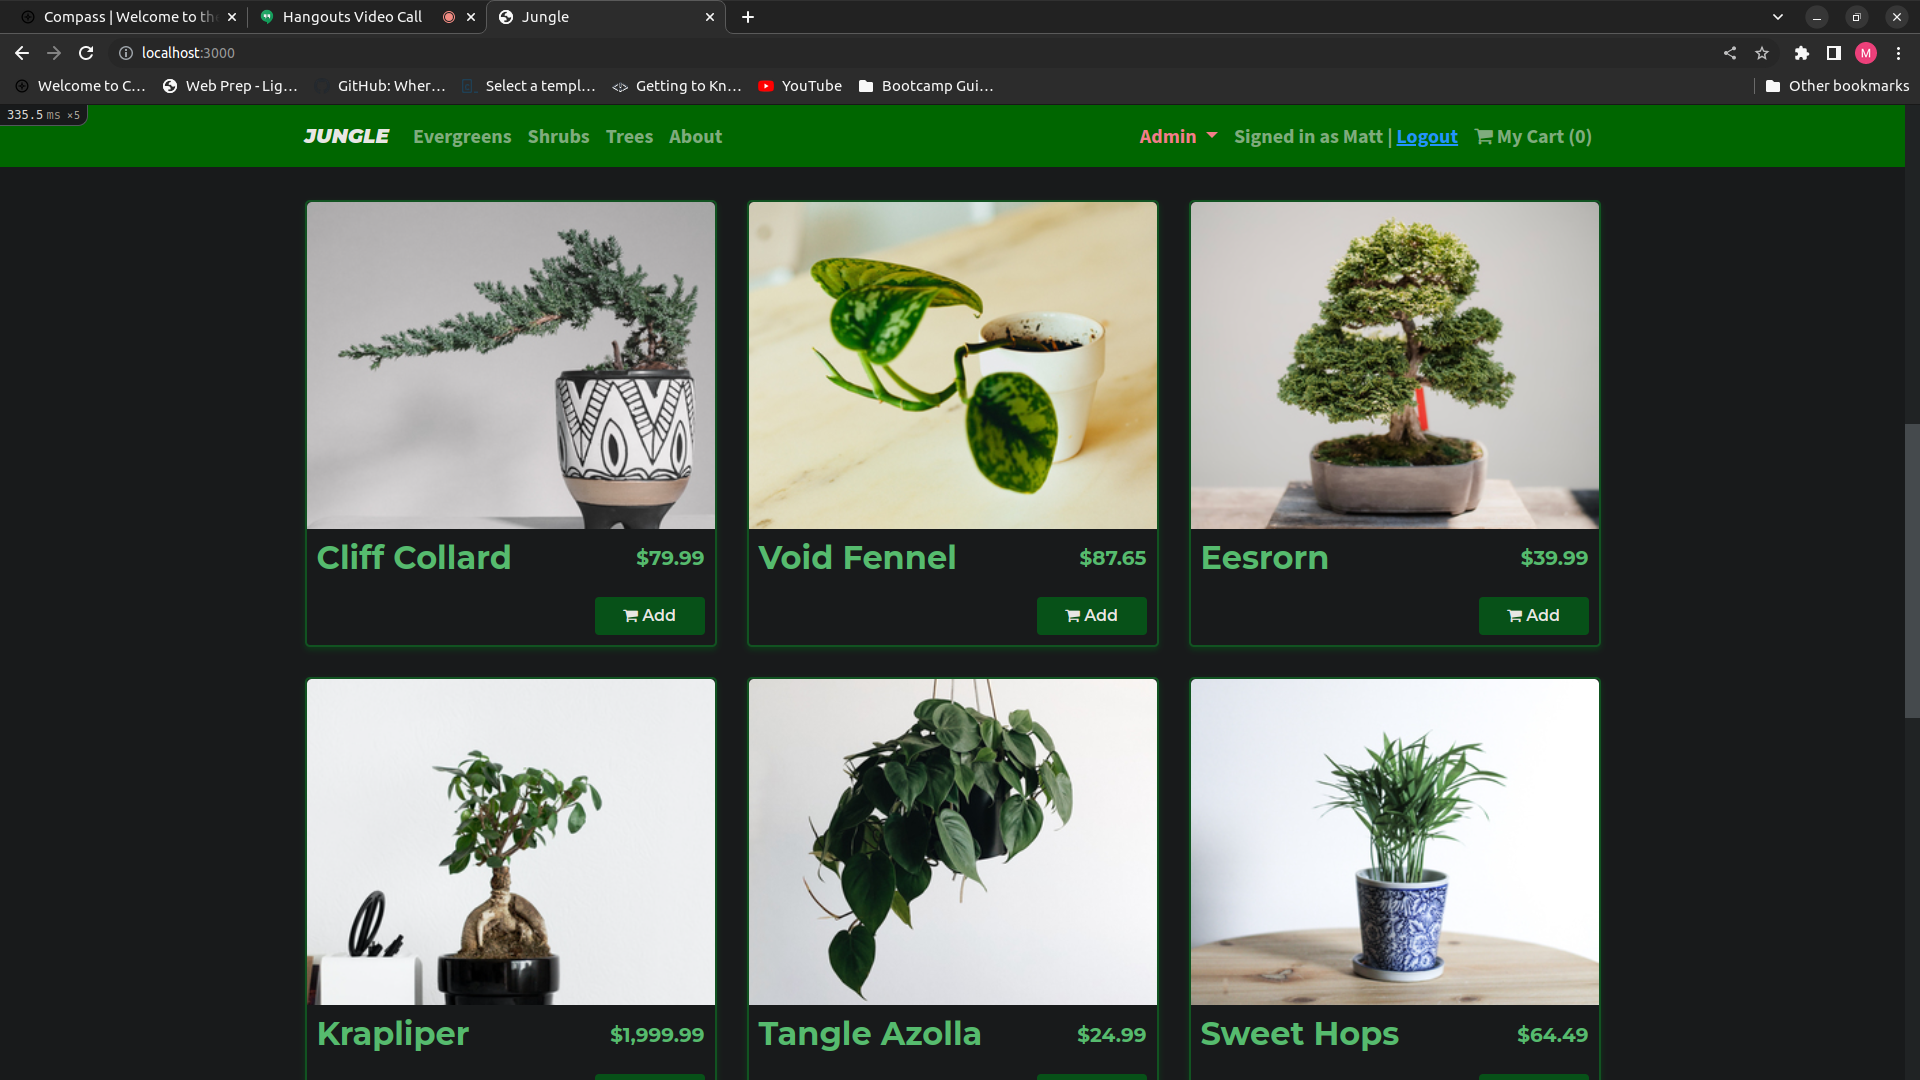 Compass | Welcome to th
Hangouts Video Call
Jungle
localhost:3000
M
Welcome to C...
Web Prep - Lig...
GitHub: Wher...
Select a templ...
Getting to Kn...
YouTube
Bootcamp Gui...
Other bookmarks
335.5 ms ×5
JUNGLE Evergreens Shrubs Trees About Admin Signed in as Matt | Logout My Cart (0)
Cliff Collard $79.99
Void Fennel $87.65
Eesrorn $39.99
Add
Add
Add
Krapliper $1,999.99
Tangle Azolla $24.99
Sweet Hops $64.49